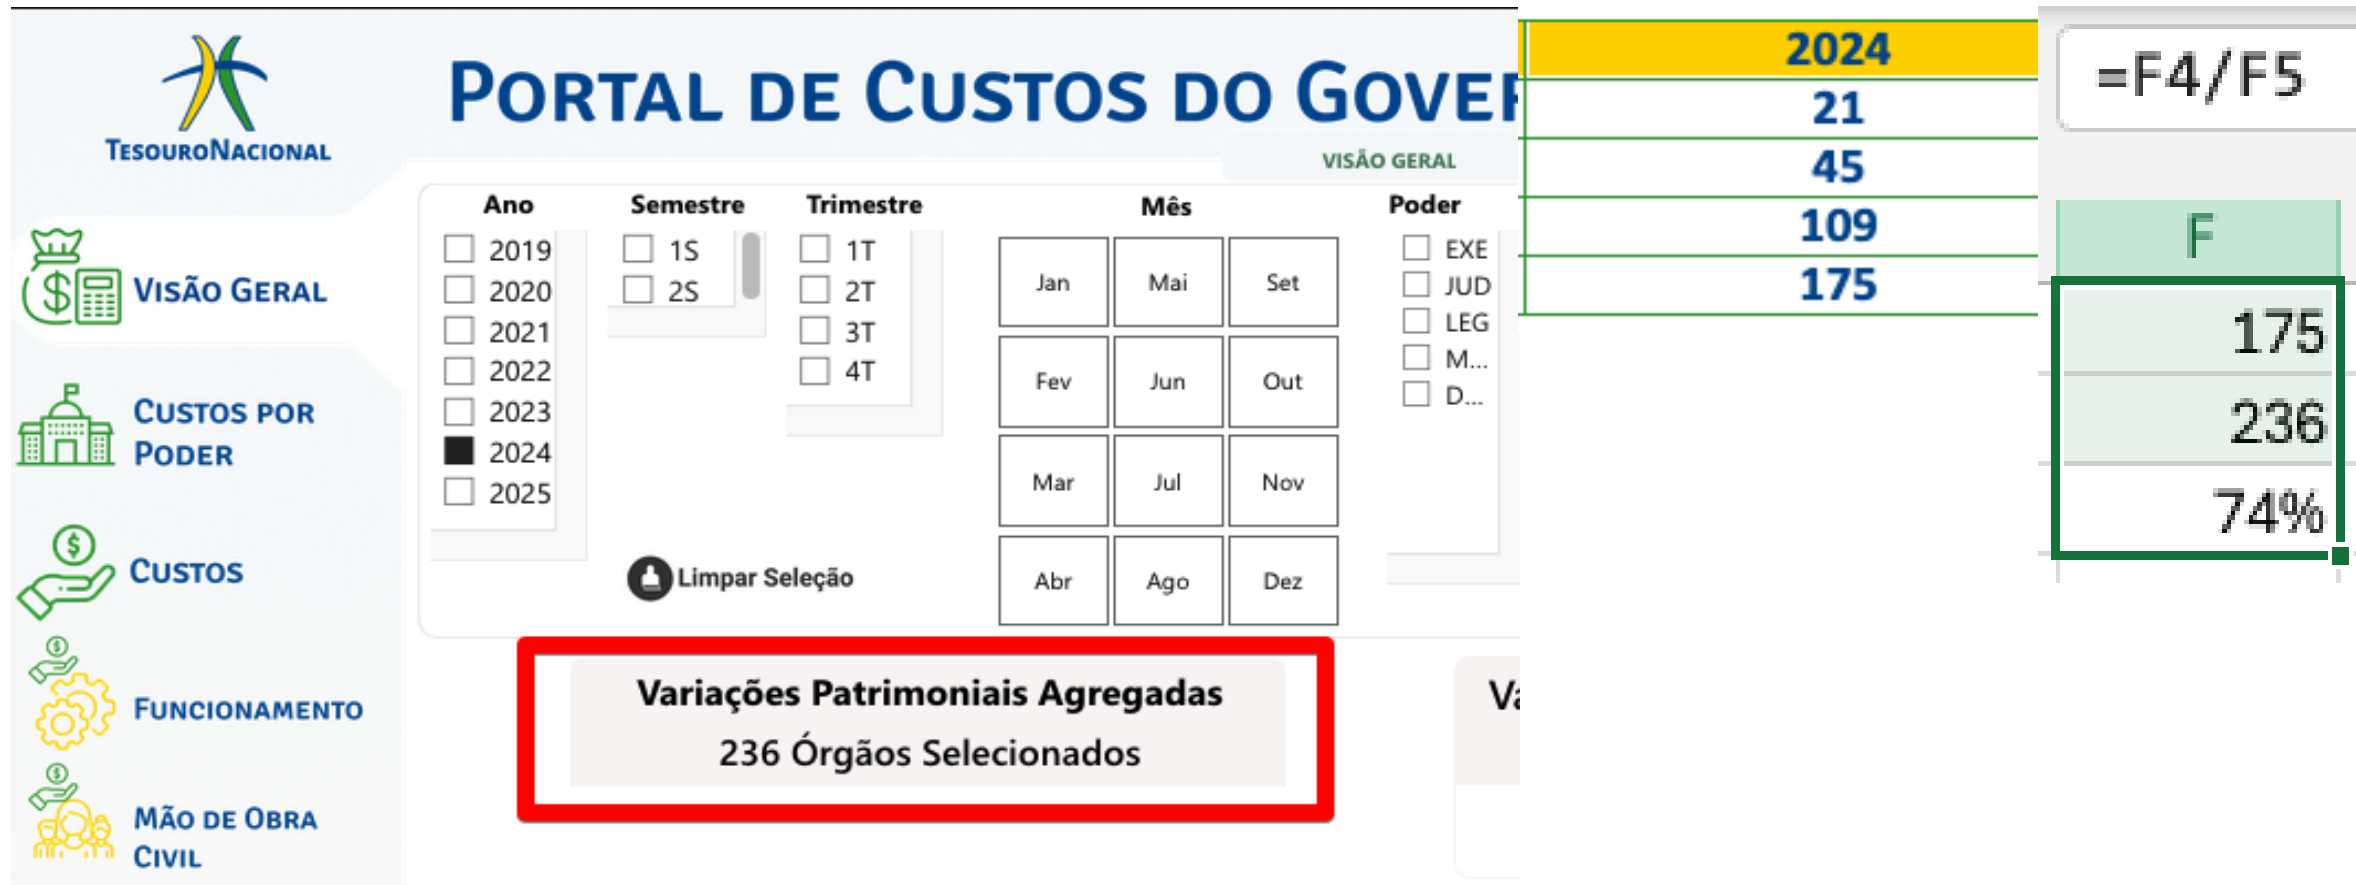 TESOURONACIONAL
PORTAL DE CUSTOS DO GOVER
VISÃO GERAL
VISÃO GERAL
CUSTOS POR
PODER
CUSTOS
FUNCIONAMENTO
MÃO DE OBRA
CIVIL
Ano
2019
2020
2021
2022
2023
2024
2025
Semestre
1S
2S
Trimestre
1T
2T
3T
4T
Limpar Seleção
Mês
Jan Mai Set
Fev Jun Out
Mar Jul Nov
Abr Ago Dez
Poder
EXE
JUD
LEG
M...
D...
Variações Patrimoniais Agregadas
236 Órgãos Selecionados
2024
21
45
109
175
=F4/F5
F
175
236
74%